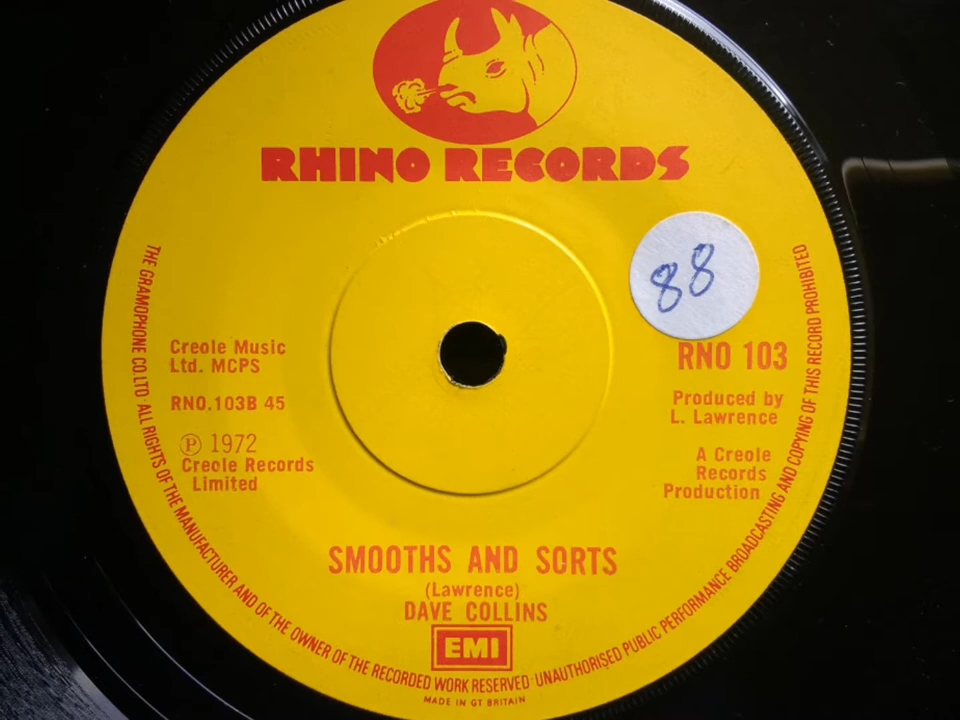 RHINO RECORDS
88
RNO 103
Creole Music
Ltd. MCPS
RNO.103B 45
Ⓟ 1972
Creole Records
Limited
Produced by
L. Lawrence
A Creole
Records
Production
SMOOTHS AND SORTS
(Lawrence)
DAVE COLLINS
EMI
THE GRAMOPHONE CO. LTD · ALL RIGHTS OF THE MANUFACTURER AND OF THE OWNER OF THE RECORDED WORK RESERVED · UNAUTHORISED PUBLIC PERFORMANCE BROADCASTING AND COPYING OF THIS RECORD PROHIBITED
MADE IN GT BRITAIN